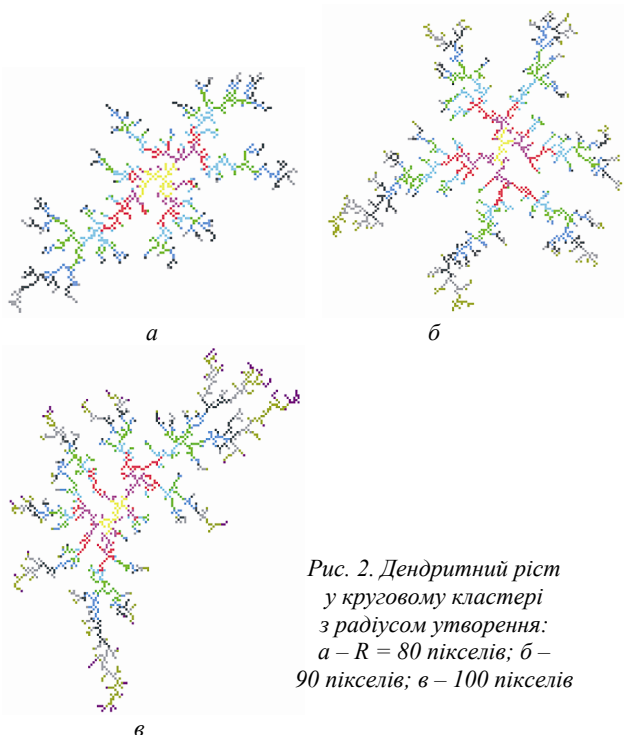 а
б
в
Рис. 2. Дендритний ріст
у круговому кластері
з радіусом утворення:
а – R = 80 пікселів; б –
90 пікселів; в – 100 пікселів